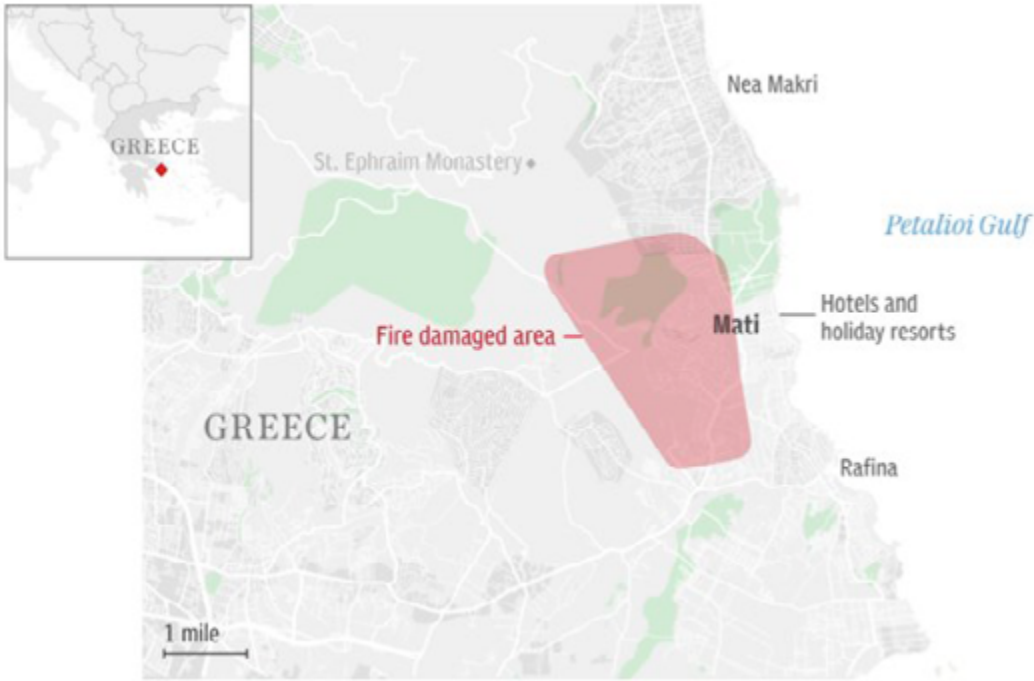 Nea Makri
GREECE
St. Ephraim Monastery
Petalioi Gulf
Hotels and
holiday resorts
Mati
Fire damaged area
GREECE
Rafina
1 mile